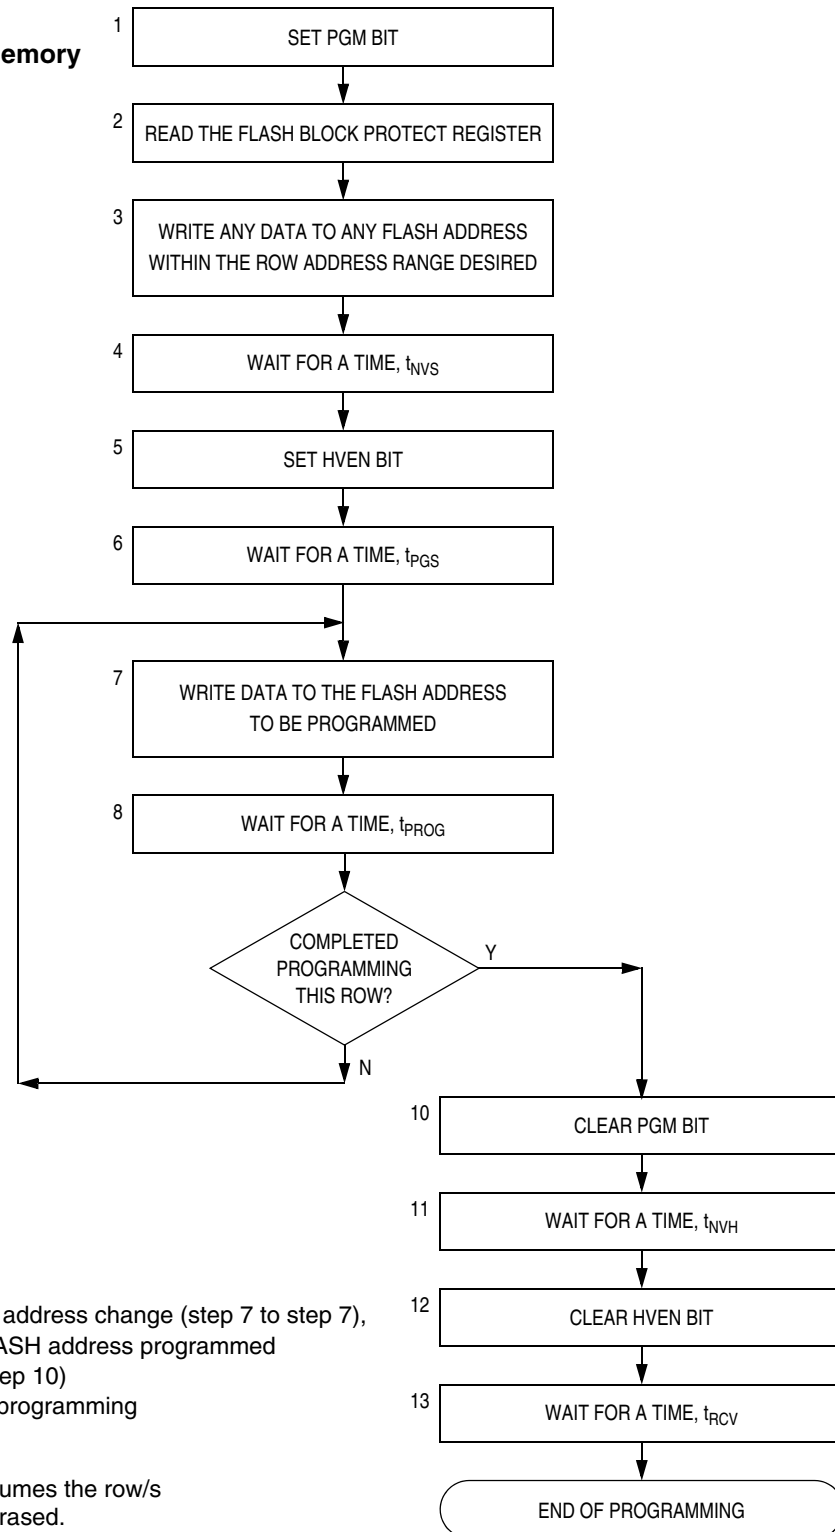 1
SET PGM BIT
emory
2
READ THE FLASH BLOCK PROTECT REGISTER
3
WRITE ANY DATA TO ANY FLASH ADDRESS
WITHIN THE ROW ADDRESS RANGE DESIRED
4
WAIT FOR A TIME, tNVS
5
SET HVEN BIT
6
WAIT FOR A TIME, tPGS
7
WRITE DATA TO THE FLASH ADDRESS
TO BE PROGRAMMED
8
WAIT FOR A TIME, tPROG
COMPLETED
PROGRAMMING
THIS ROW?
Y
N
10
CLEAR PGM BIT
11
WAIT FOR A TIME, tNVH
12
CLEAR HVEN BIT
13
WAIT FOR A TIME, tRCV
END OF PROGRAMMING
address change (step 7 to step 7),
ASH address programmed
ep 10)
programming
umes the row/s
rased.